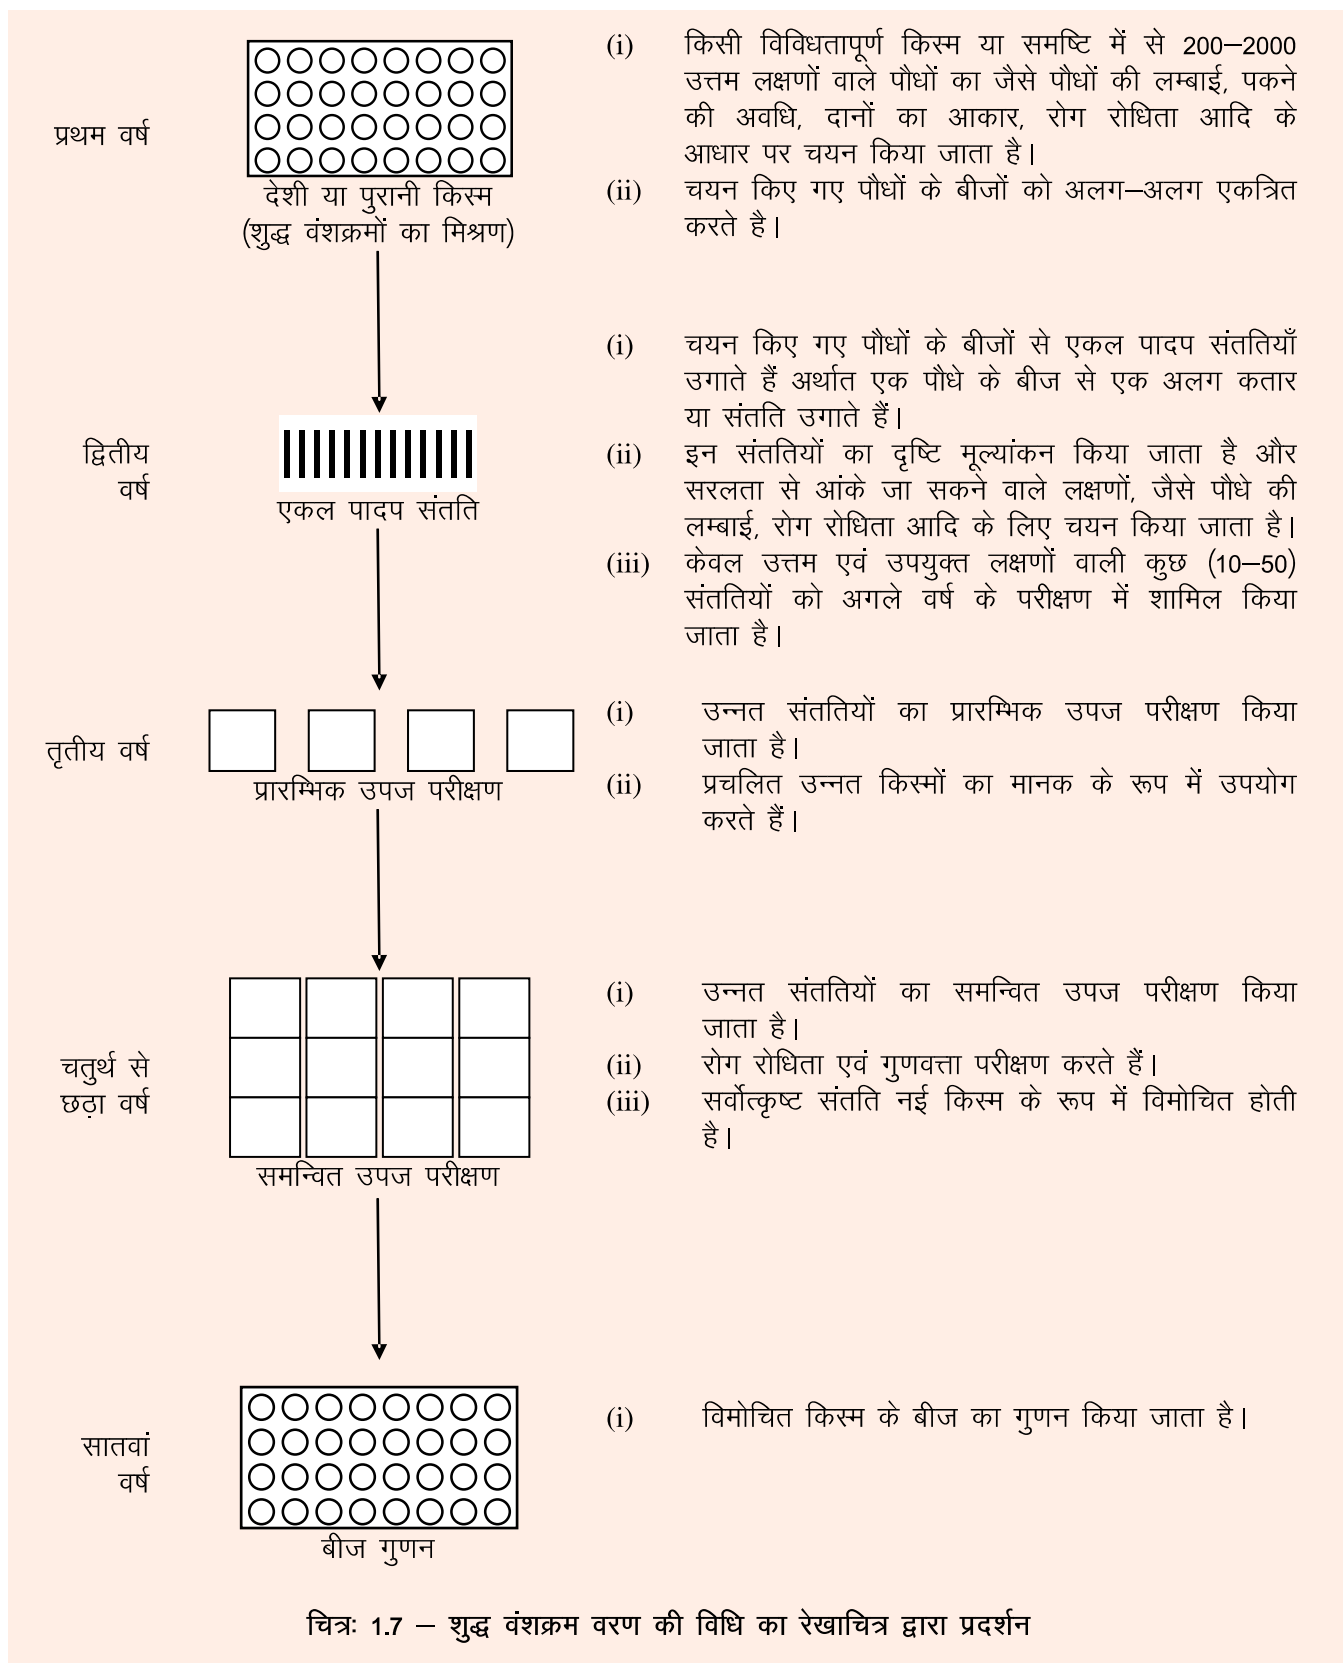 प्रथम वर्ष
देशी या पुरानी किस्म
(शुद्ध वंशक्रमों का मिश्रण)
(i) किसी विविधतापूर्ण किस्म या समष्टि में से 200–2000
उत्तम लक्षणों वाले पौधों का जैसे पौधों की लम्बाई, पकने
की अवधि, दानों का आकार, रोग रोधिता आदि के
आधार पर चयन किया जाता है।
(ii) चयन किए गए पौधों के बीजों को अलग–अलग एकत्रित
करते है।
द्वितीय
वर्ष
एकल पादप संतति
(i) चयन किए गए पौधों के बीजों से एकल पादप संततियाँ
उगाते हैं अर्थात एक पौधे के बीज से एक अलग कतार
या संतति उगाते हैं।
(ii) इन संततियों का दृष्टि मूल्यांकन किया जाता है और
सरलता से आंके जा सकने वाले लक्षणों, जैसे पौधे की
लम्बाई, रोग रोधिता आदि के लिए चयन किया जाता है।
(iii) केवल उत्तम एवं उपयुक्त लक्षणों वाली कुछ (10–50)
संततियों को अगले वर्ष के परीक्षण में शामिल किया
जाता है।
तृतीय वर्ष
प्रारम्भिक उपज परीक्षण
(i) उन्नत संततियों का प्रारम्भिक उपज परीक्षण किया
जाता है।
(ii) प्रचलित उन्नत किस्मों का मानक के रूप में उपयोग
करते हैं।
चतुर्थ से
छठ़ा वर्ष
समन्वित उपज परीक्षण
(i) उन्नत संततियों का समन्वित उपज परीक्षण किया
जाता है।
(ii) रोग रोधिता एवं गुणवत्ता परीक्षण करते हैं।
(iii) सर्वोत्कृष्ट संतति नई किस्म के रूप में विमोचित होती
है।
सातवां
वर्ष
बीज गुणन
(i) विमोचित किस्म के बीज का गुणन किया जाता है।
चित्रः 1.7 – शुद्ध वंशक्रम वरण की विधि का रेखाचित्र द्वारा प्रदर्शन